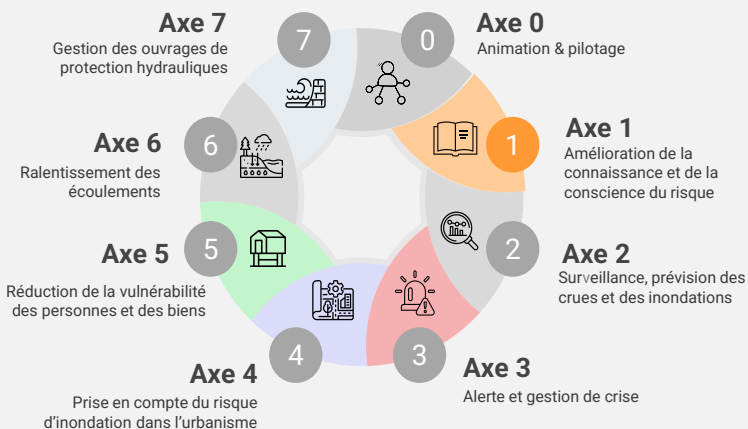 Axe 0
Animation & pilotage
0
Axe 1
Amélioration de la
connaissance et de la
conscience du risque
1
Axe 2
Surveillance, prévision des
crues et des inondations
2
Axe 3
Alerte et gestion de crise
3
Axe 4
Prise en compte du risque
d'inondation dans l'urbanisme
4
Axe 5
Réduction de la vulnérabilité
des personnes et des biens
5
Axe 6
Ralentissement des
écoulements
6
Axe 7
Gestion des ouvrages de
protection hydrauliques
7